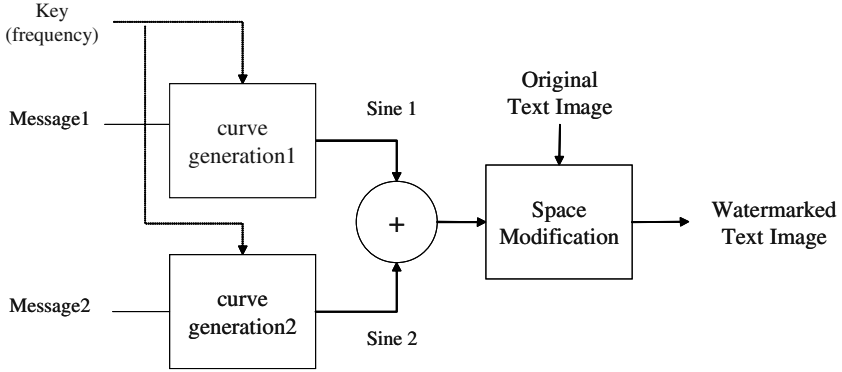 Key
(frequency)
Message1
curve
generation1
Sine 1
Original
Text Image
+
Space
Modification
Watermarked
Text Image
Message2
curve
generation2
Sine 2